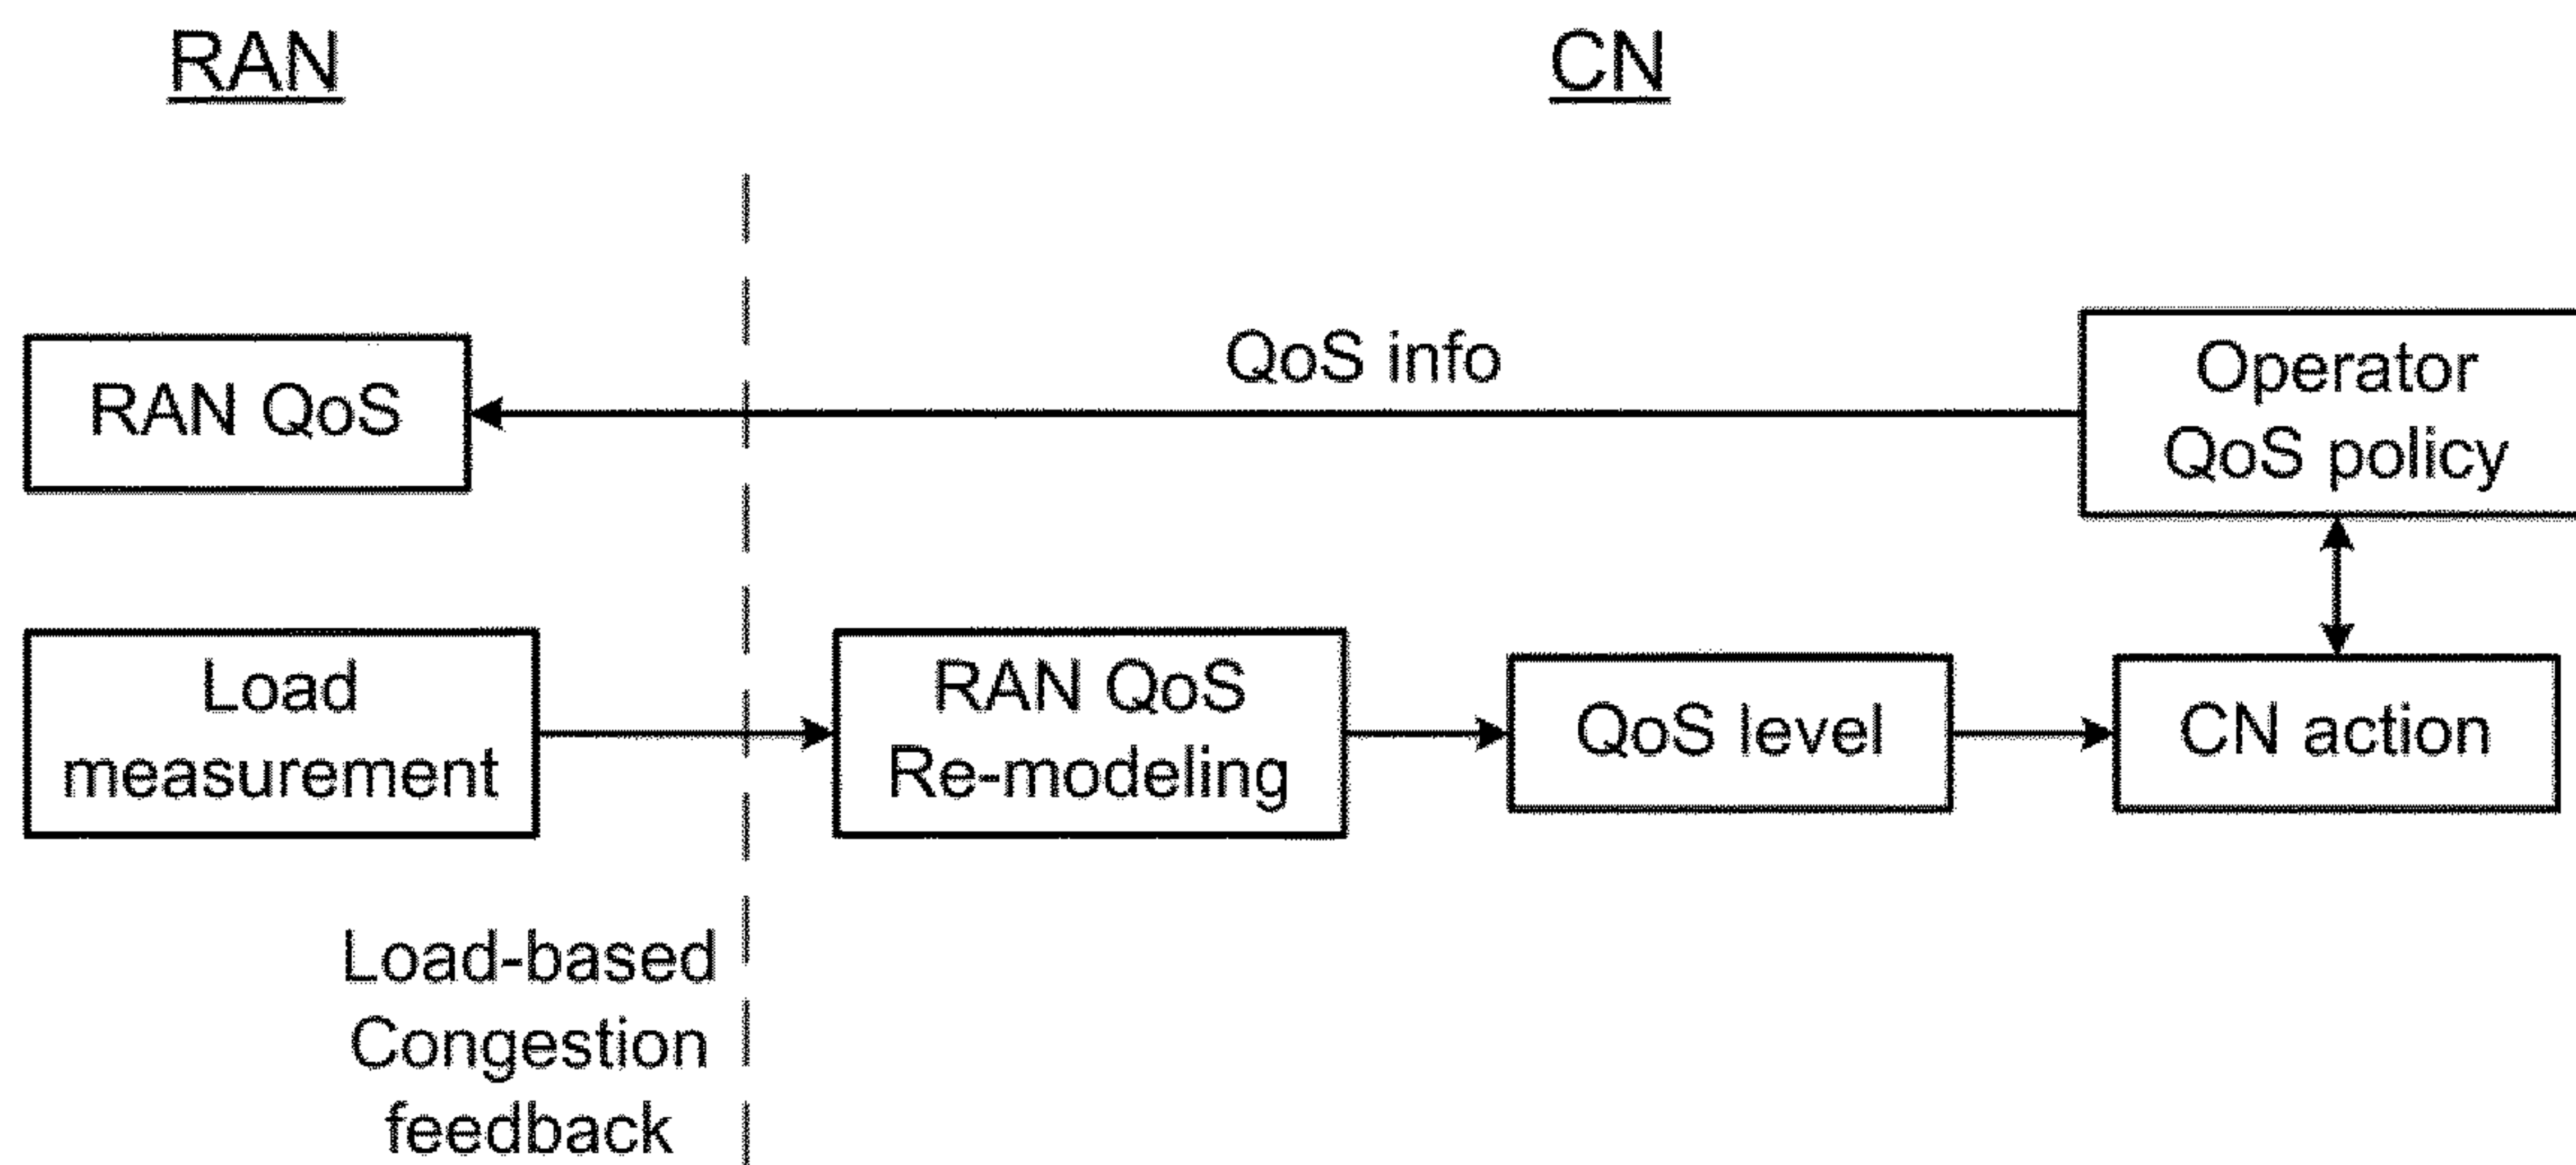 RAN
CN
QoS info
RAN QoS
Operator
QoS policy
Load
measurement
RAN QoS
Re-modeling
QoS level
CN action
Load-based
Congestion
feedback